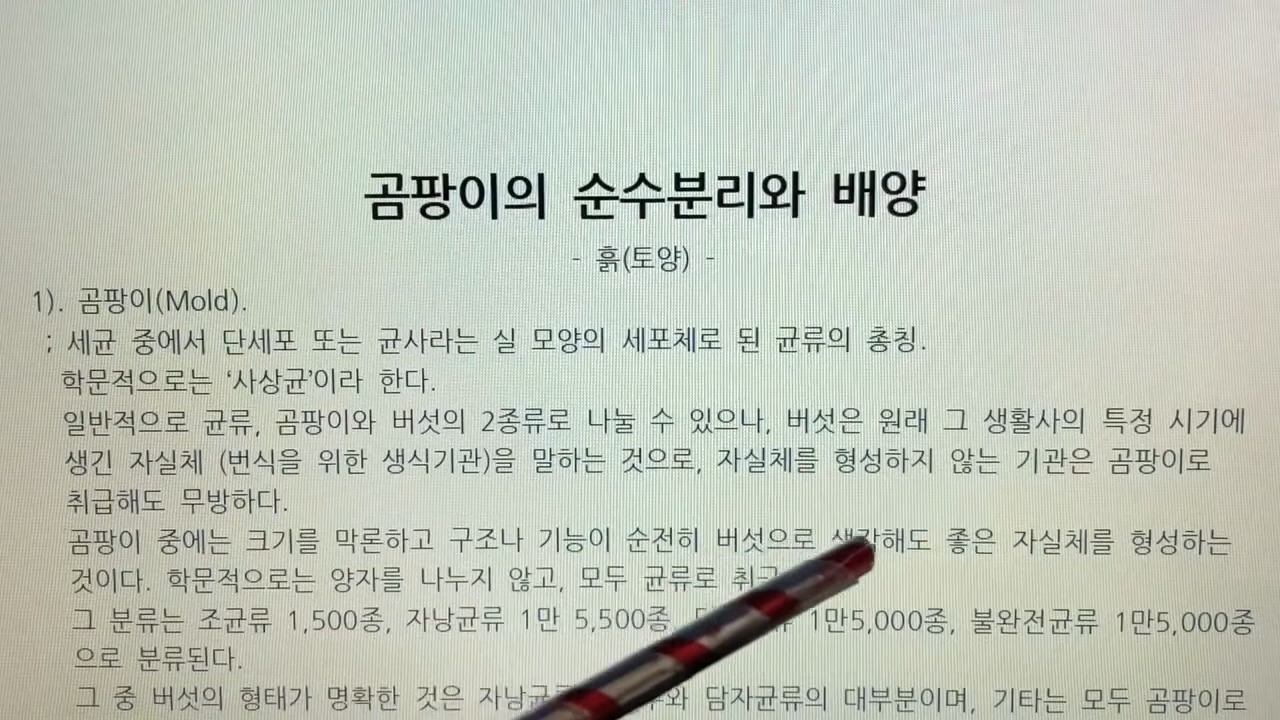 곰팡이의 순수분리와 배양
- 흙(토양) -
1). 곰팡이(Mold).
; 세균 중에서 단세포 또는 균사라는 실 모양의 세포체로 된 균류의 총칭.
학문적으로는 ‘사상균’이라 한다.
일반적으로 균류, 곰팡이와 버섯의 2종류로 나눌 수 있으나, 버섯은 원래 그 생활사의 특정 시기에
생긴 자실체 (번식을 위한 생식기관)을 말하는 것으로, 자실체를 형성하지 않는 기관은 곰팡이로
취급해도 무방하다.
곰팡이 중에는 크기를 막론하고 구조나 기능이 순전히 버섯으로 생각해도 좋은 자실체를 형성하는
것이다. 학문적으로는 양자를 나누지 않고, 모두 균류로
그 분류는 조균류 1,500종, 자낭균류 1만 5,500종 1만5,000종, 불완전균류 1만5,000종
으로 분류된다.
그 중 버섯의 형태가 명확한 것은 담자균류의 대부분이며, 기타는 모두 곰팡이로